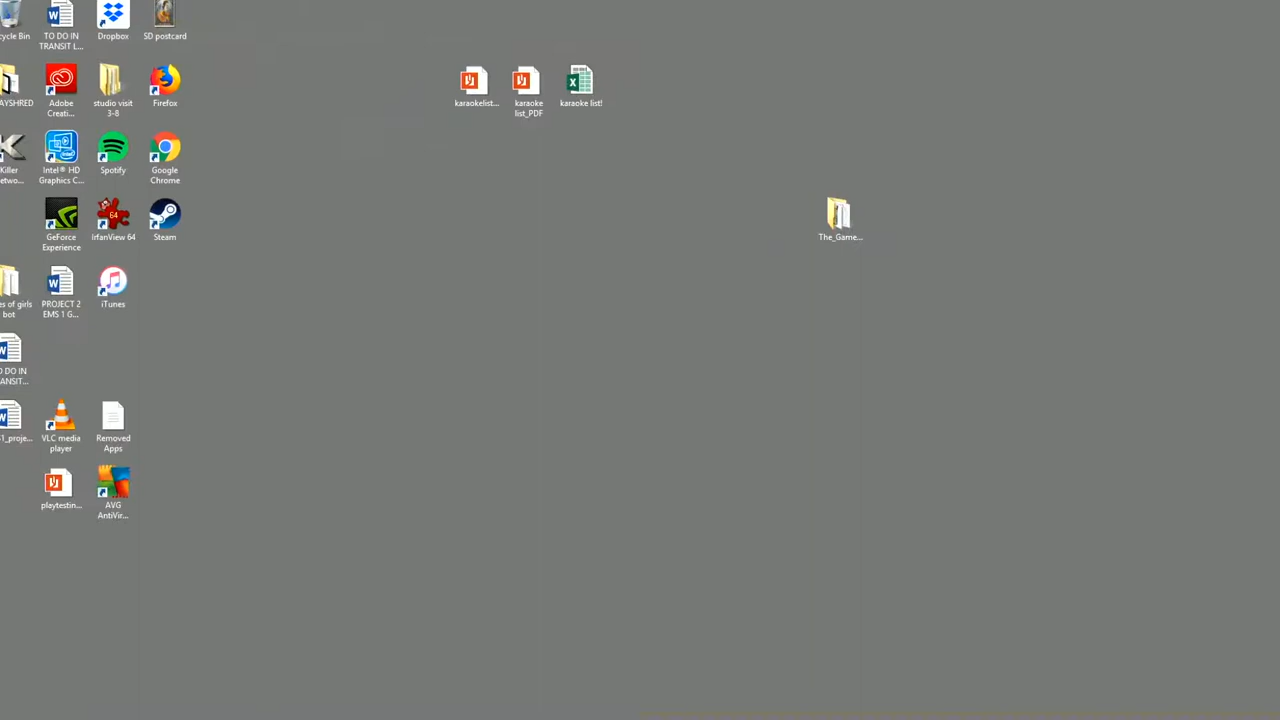 cycle Bin
TO DO IN
TRANSIT L...
Dropbox
SD postcard
AYSHRED
Adobe
Creati...
studio visit
3-8
Firefox
karaokelist...
karaoke
list_PDF
karaoke list!
Killer
etwo...
Intel® HD
Graphics C...
Spotify
Google
Chrome
GeForce
Experience
IrfanView 64
Steam
The_Game...
es of girls
bot
PROJECT 2
EMS 1 G...
iTunes
O DO IN
ANSIT...
1_proje...
VLC media
player
Removed
Apps
playtestin...
AVG
AntiVir...